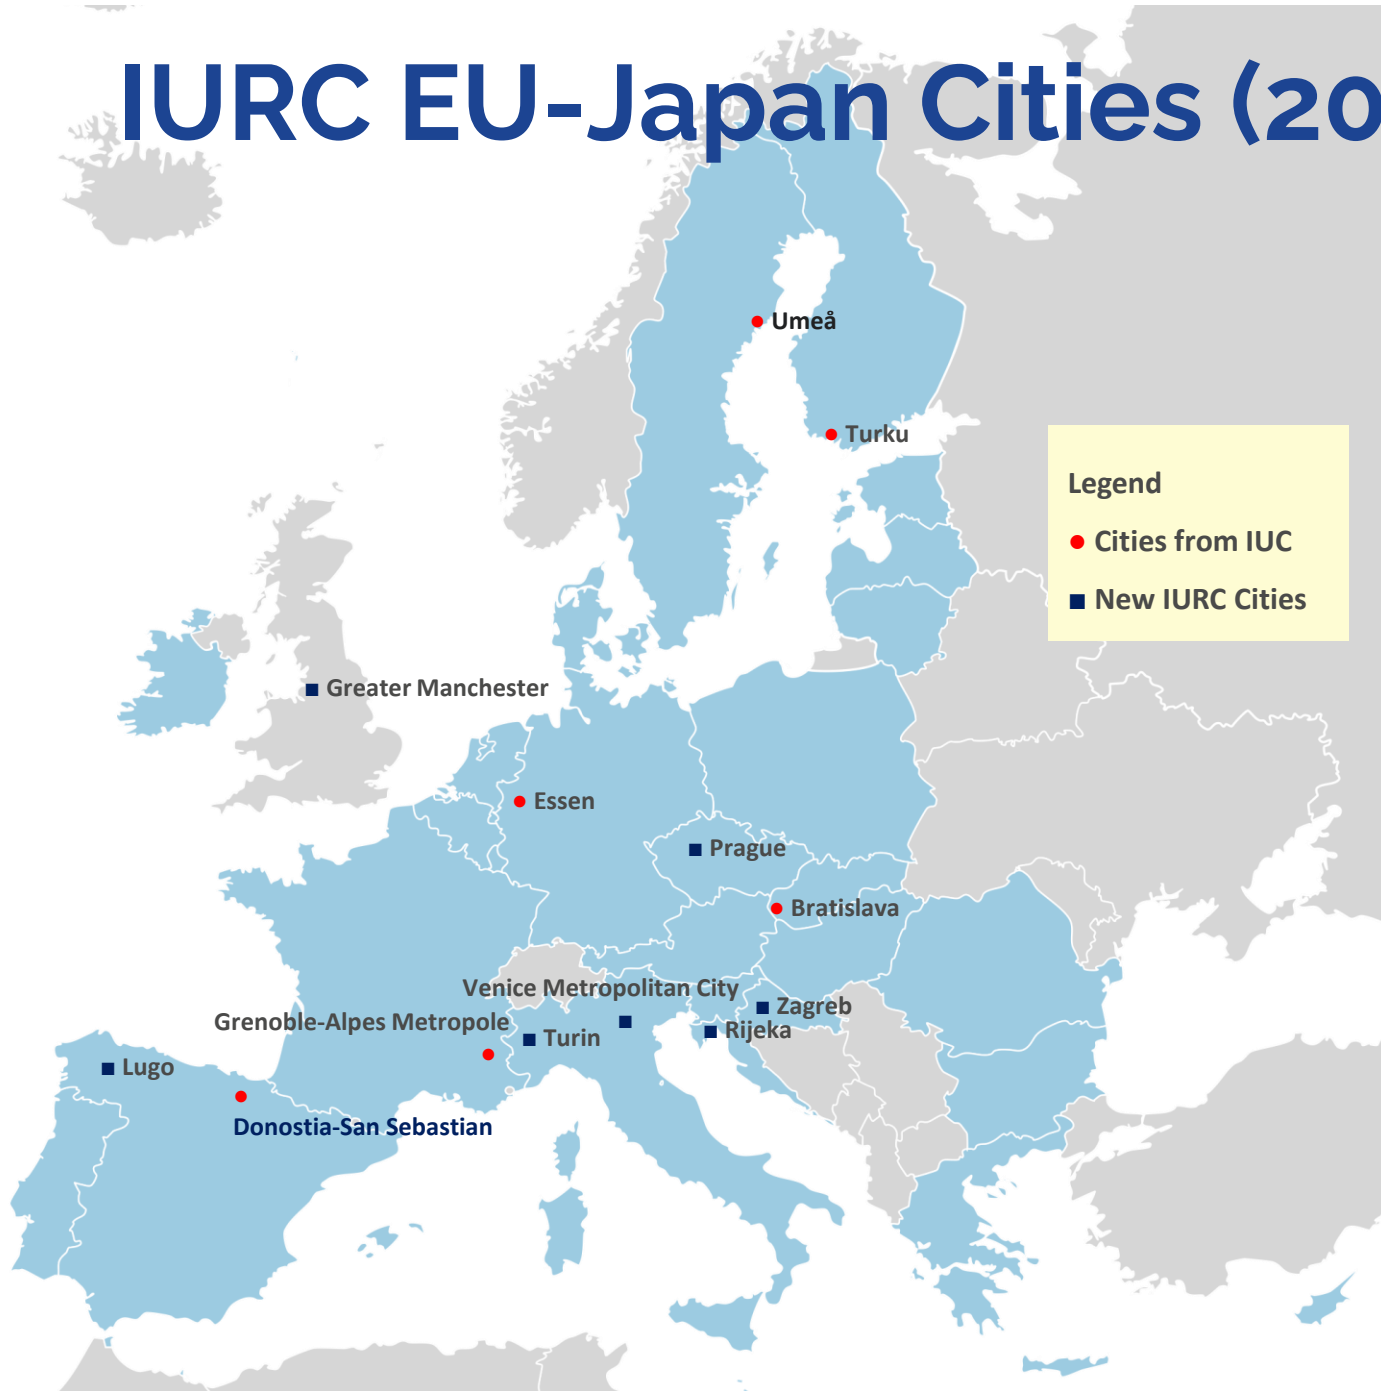 IURC EU-Japan Cities (20
Umeå
Turku
Legend
Cities from IUC
New IURC Cities
Greater Manchester
Essen
Prague
Bratislava
Venice Metropolitan City
Zagreb
Grenoble-Alpes Metropole
Rijeka
Turin
Lugo
Donostia-San Sebastian